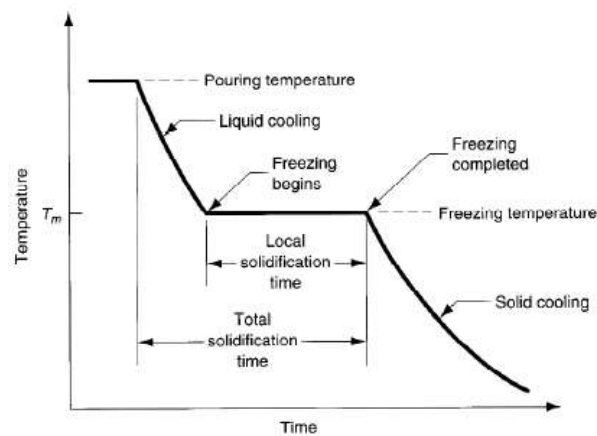 Pouring temperature
Liquid cooling
Freezing
begins
Freezing
completed
Temperature
Tm
Freezing temperature
Local
solidification
time
Solid cooling
Total
solidification
time
Time